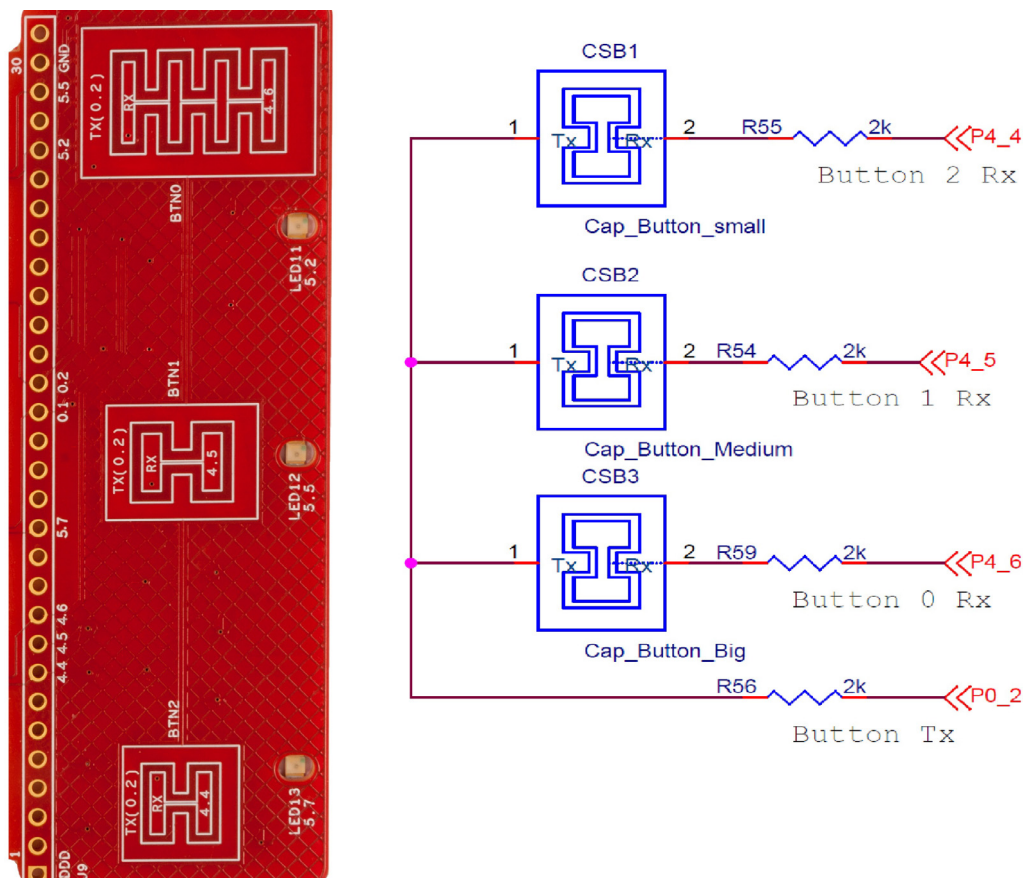 30
GND
5.5
5.2
0.2
0.1
5.7
4.6
4.5
4.4
1
DDD
J9
TX(0.2)
RX
4.6
BTN0
LED11
5.2
BTN1
TX(0.2)
RX
4.5
LED12
5.5
BTN2
TX(0.2)
RX
4.4
LED13
5.7
CSB1
1
Tx
Rx
2
R55
2k
P4_4
Button 2 Rx
Cap_Button_small
CSB2
1
Tx
Rx
2
R54
2k
P4_5
Button 1 Rx
Cap_Button_Medium
CSB3
1
Tx
Rx
2
R59
2k
P4_6
Button 0 Rx
Cap_Button_Big
R56
2k
P0_2
Button Tx